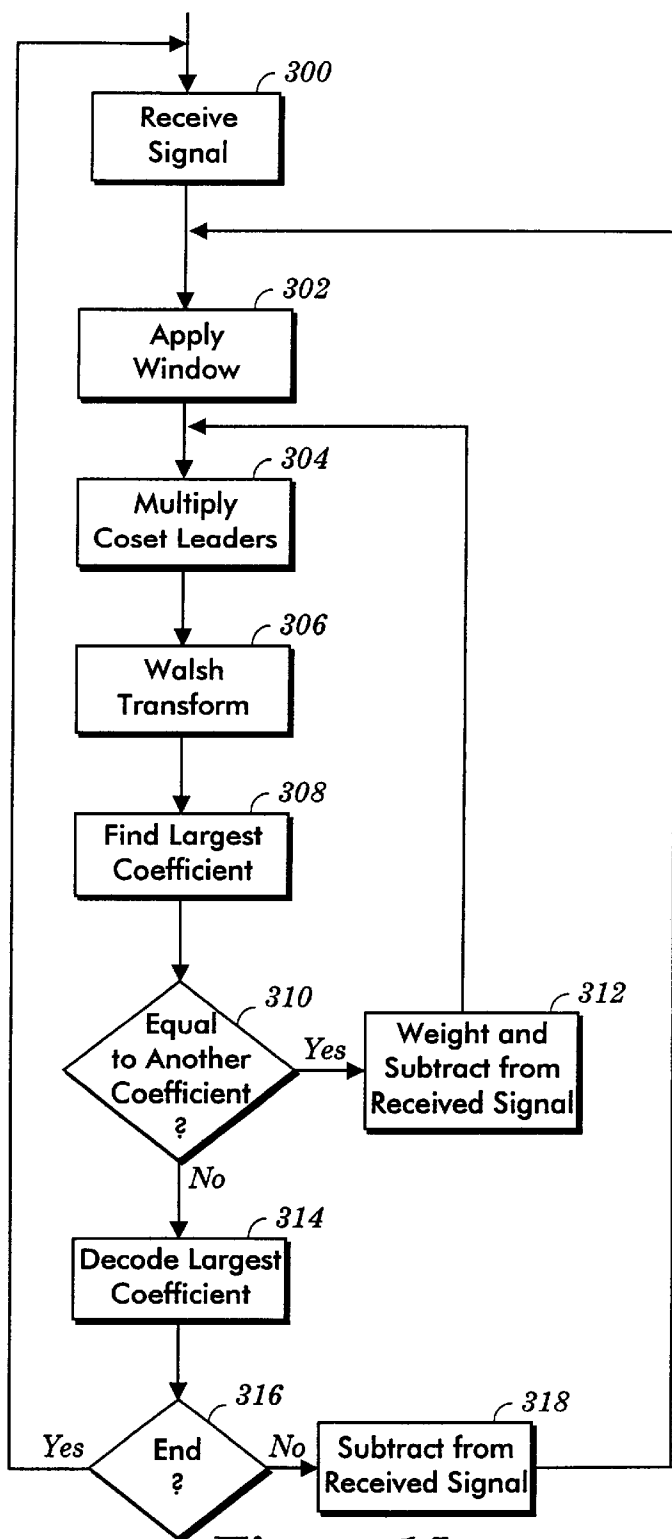 300
Receive
Signal
302
Apply
Window
304
Multiply
Coset Leaders
306
Walsh
Transform
308
Find Largest
Coefficient
310
Equal
to Another
Coefficient
?
Yes
312
Weight and
Subtract from
Received Signal
No
314
Decode Largest
Coefficient
316
Yes
End
?
No
318
Subtract from
Received Signal